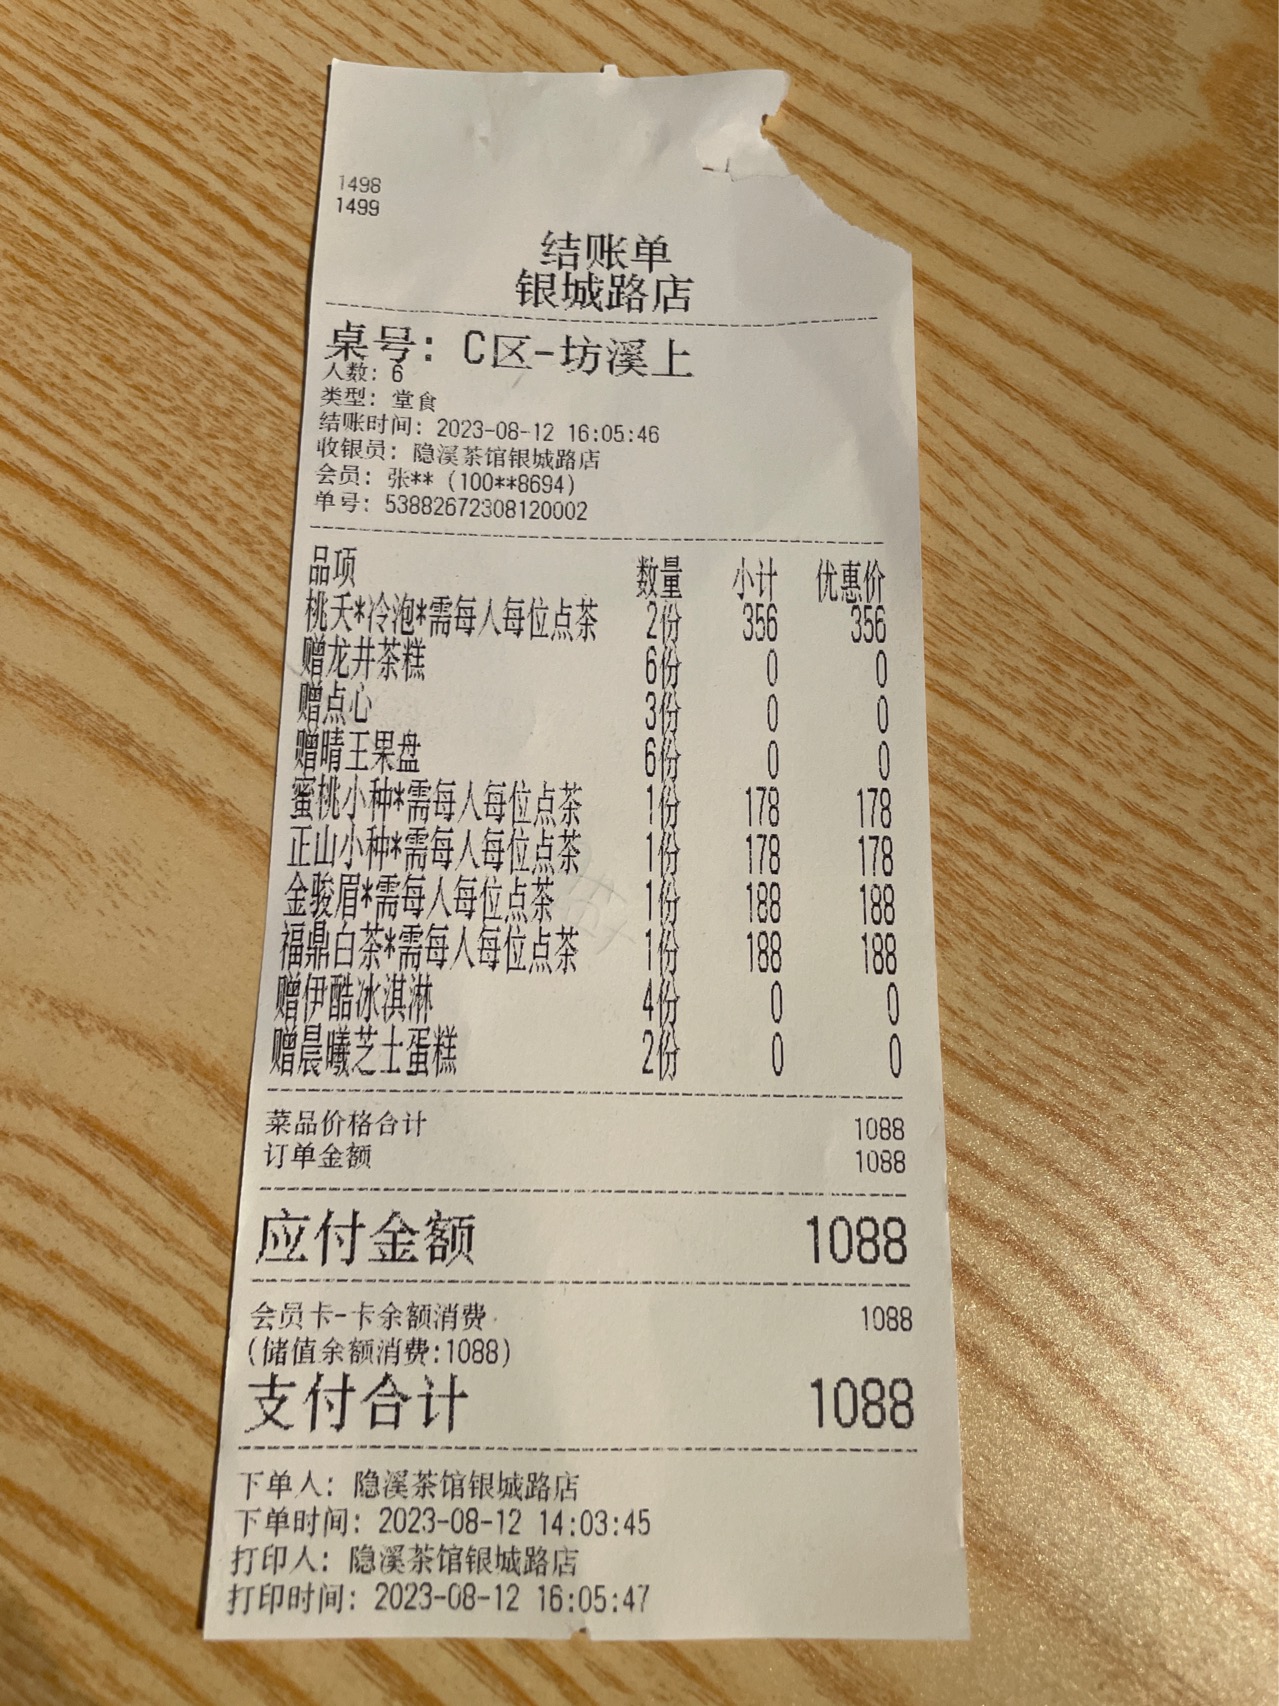 1498
1499
结账单
银城路店
桌号: C区-坊溪上
人数: 6
类型: 堂食
结账时间: 2023-08-12 16:05:46
收银员: 隐溪茶馆银城路店
会员: 张** (100**8694)
单号: 53882672308120002
品项 数量 小计 优惠价
桃夭*冷泡*需每人每位点茶 2份 356 356
赠龙井茶糕 6份 0 0
赠点心 3份 0 0
赠晴王果盘 6份 0 0
蜜桃小种*需每人每位点茶 1份 178 178
正山小种*需每人每位点茶 1份 178 178
金骏眉*需每人每位点茶 1份 188 188
福鼎白茶*需每人每位点茶 1份 188 188
赠伊酷冰淇淋 4份 0 0
赠晨曦芝士蛋糕 2份 0 0
菜品价格合计 1088
订单金额 1088
应付金额 1088
会员卡-卡余额消费 1088
(储值余额消费:1088)
支付合计 1088
下单人: 隐溪茶馆银城路店
下单时间: 2023-08-12 14:03:45
打印人: 隐溪茶馆银城路店
打印时间: 2023-08-12 16:05:47